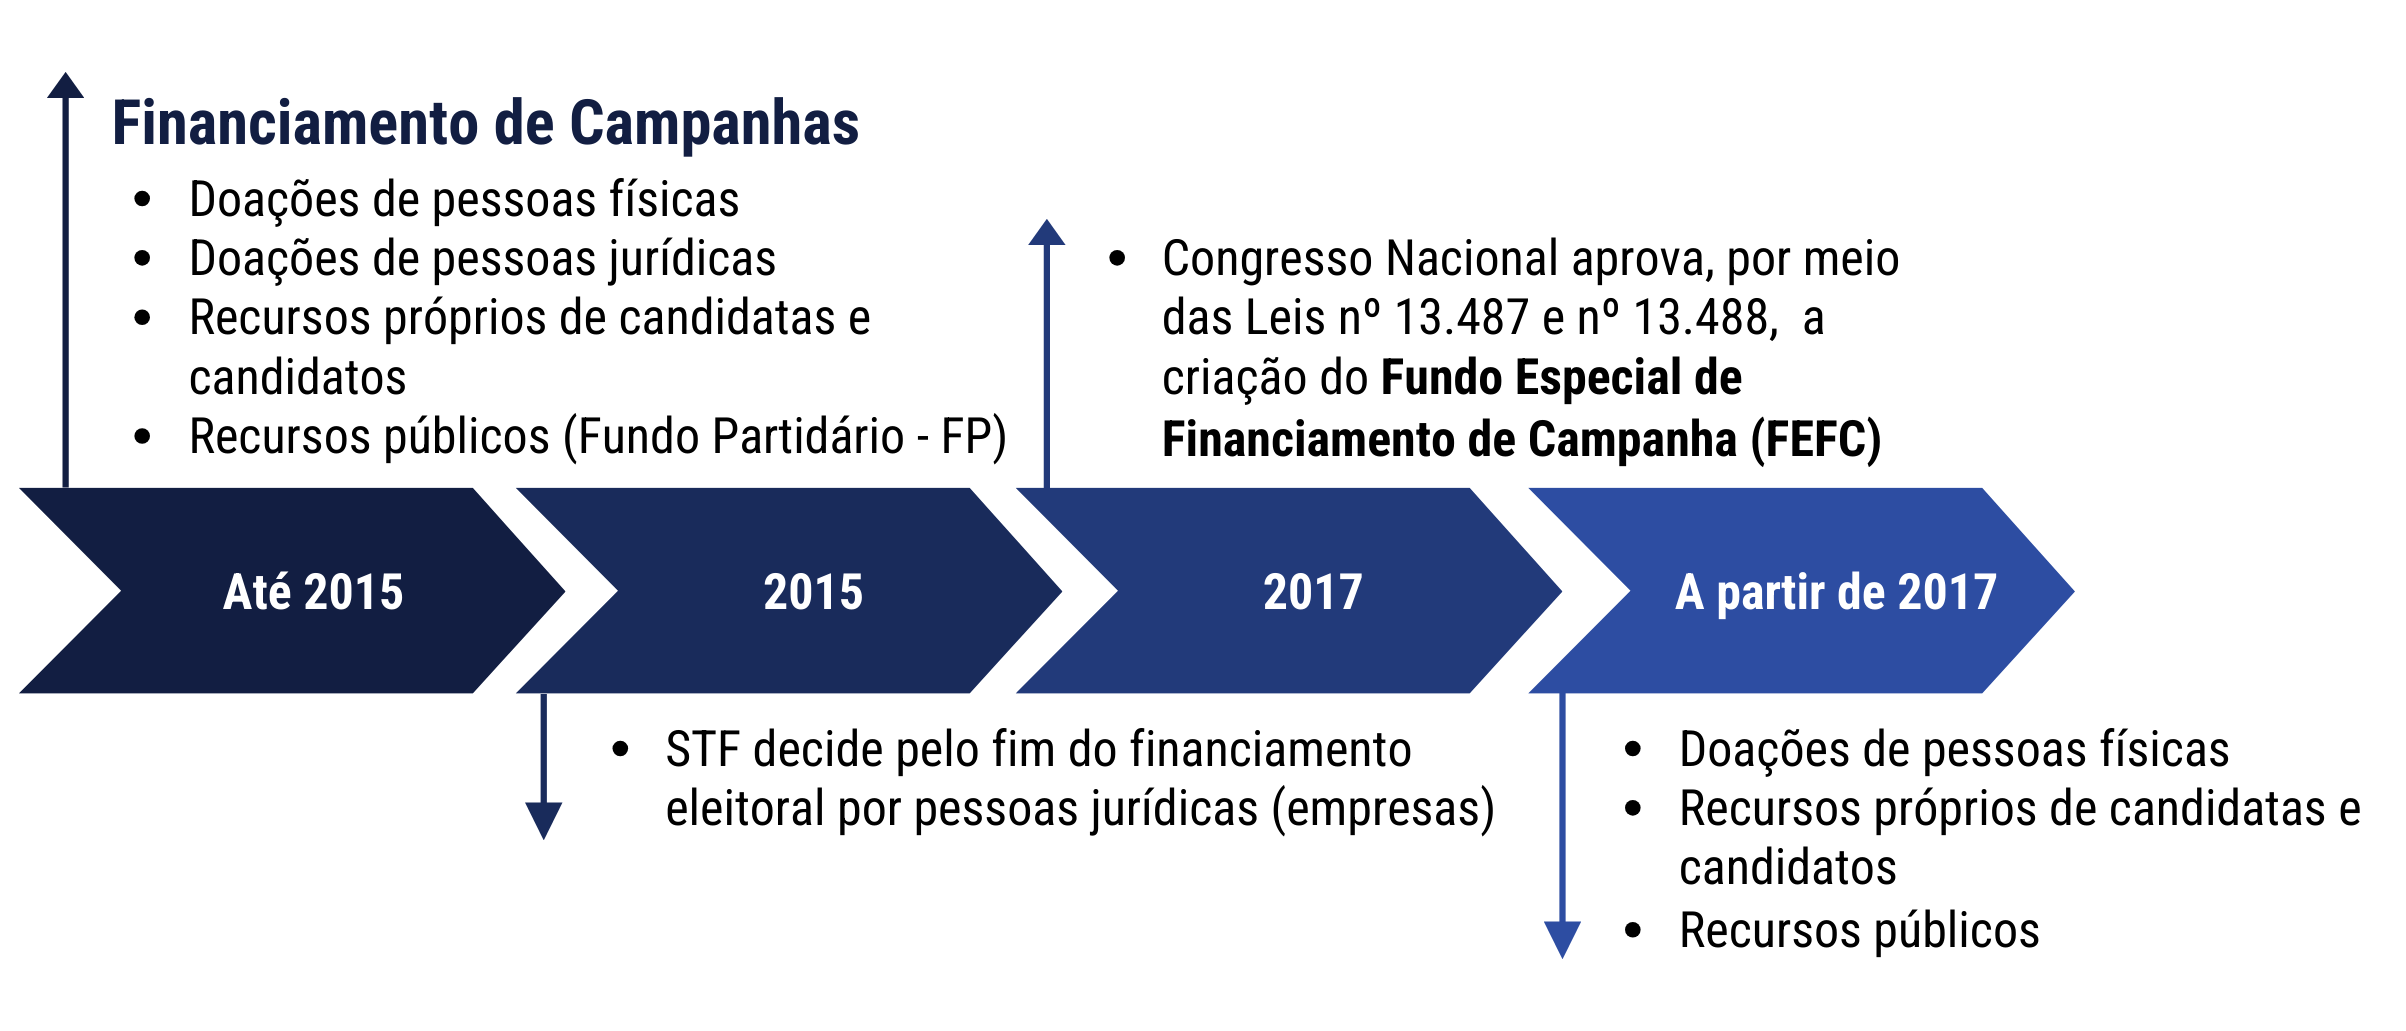 Financiamento de Campanhas
• Doações de pessoas físicas
• Doações de pessoas jurídicas
• Recursos próprios de candidatas e
candidatos
• Recursos públicos (Fundo Partidário - FP)
• Congresso Nacional aprova, por meio
das Leis nº 13.487 e nº 13.488, a
criação do Fundo Especial de
Financiamento de Campanha (FEFC)
Até 2015
2015
2017
A partir de 2017
• STF decide pelo fim do financiamento
eleitoral por pessoas jurídicas (empresas)
• Doações de pessoas físicas
• Recursos próprios de candidatas e
candidatos
• Recursos públicos